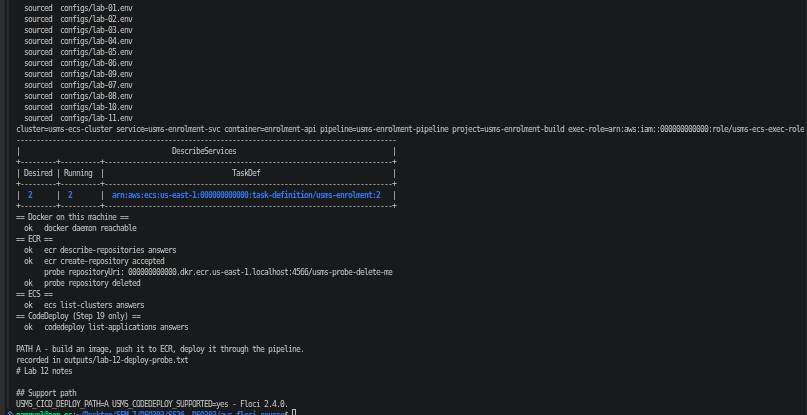 sourced  configs/lab-01.env
sourced  configs/lab-02.env
sourced  configs/lab-03.env
sourced  configs/lab-04.env
sourced  configs/lab-05.env
sourced  configs/lab-06.env
sourced  configs/lab-09.env
sourced  configs/lab-07.env
sourced  configs/lab-08.env
sourced  configs/lab-10.env
sourced  configs/lab-11.env
cluster=usms-ecs-cluster service=usms-enrolment-svc container=enrolment-api pipeline=usms-enrolment-pipeline project=usms-enrolment-build exec-role=arn:aws:iam::000000000000:role/usms-ecs-exec-role
-----------------------------------------------------------------------------------------------
|                                      DescribeServices                                       |
+---------+----------+------------------------------------------------------------------------+
| Desired | Running  |                                TaskDef                                 |
+---------+----------+------------------------------------------------------------------------+
|  2      |  2       |  arn:aws:ecs:us-east-1:000000000000:task-definition/usms-enrolment:2   |
+---------+----------+------------------------------------------------------------------------+
== Docker on this machine ==
  ok   docker daemon reachable
== ECR ==
  ok   ecr describe-repositories answers
  ok   ecr create-repository accepted
       probe repositoryUri: 000000000000.dkr.ecr.us-east-1.localhost:4566/usms-probe-delete-me
  ok   probe repository deleted
== ECS ==
  ok   ecs list-clusters answers
== CodeDeploy (Step 19 only) ==
  ok   codedeploy list-applications answers
PATH A - build an image, push it to ECR, deploy it through the pipeline.
recorded in outputs/lab-12-deploy-probe.txt
# Lab 12 notes
## Support path
USMS_CICD_DEPLOY_PATH=A USMS_CODEDEPLOY_SUPPORTED=yes - Floci 2.4.0.